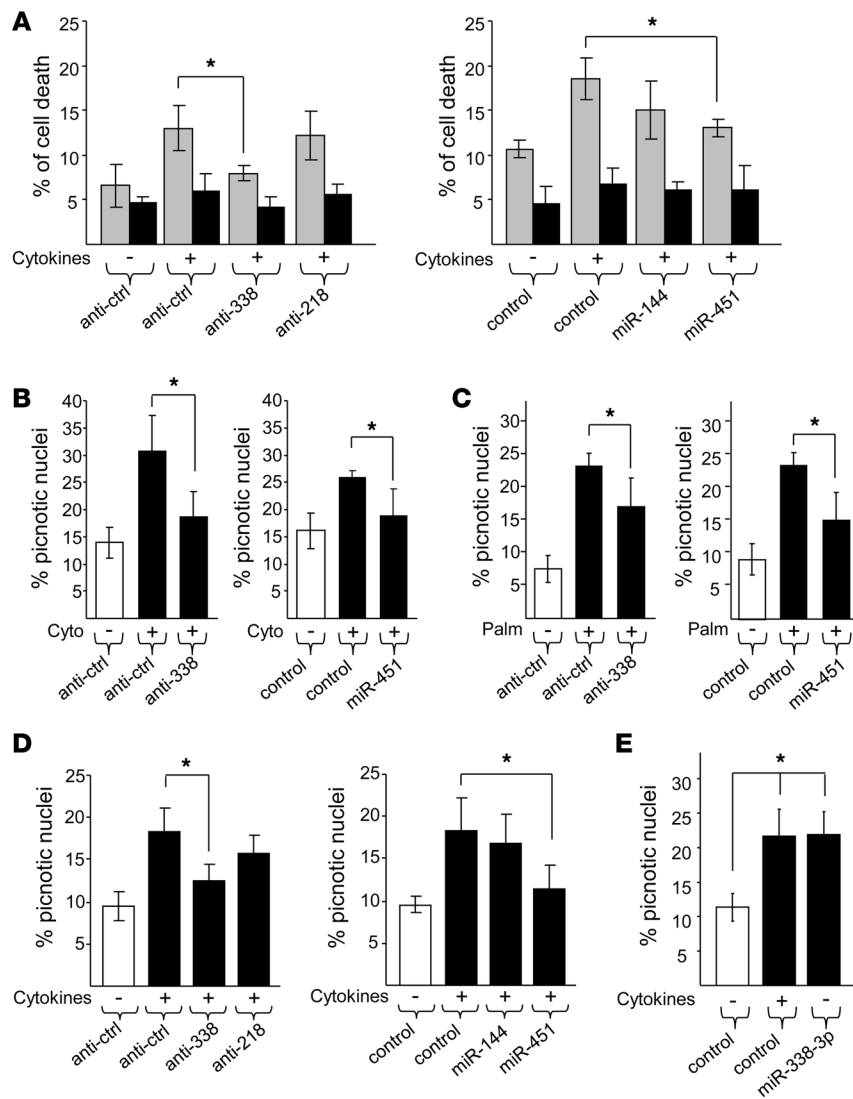 A
% of cell death
25
20
15
10
5
*
Cytokines - + + +
anti-ctrl anti-ctrl anti-338 anti-218
% of cell death
25
20
15
10
5
*
- + + +
control control miR-144 miR-451
B
% picnotic nuclei
40
35
30
25
20
15
10
5
*
Cyto - + +
anti-ctrl anti-ctrl anti-338
% picnotic nuclei
40
35
30
25
20
15
10
5
*
Cyto - + +
control control miR-451
C
% picnotic nuclei
30
25
20
15
10
5
*
Palm - + +
anti-ctrl anti-ctrl anti-338
% picnotic nuclei
30
25
20
15
10
5
*
Palm - + +
control control miR-451
D
% picnotic nuclei
25
20
15
10
5
*
Cytokines - + + +
anti-ctrl anti-ctrl anti-338 anti-218
% picnotic nuclei
25
20
15
10
5
*
Cytokines - + + +
control control miR-144 miR-451
E
% picnotic nuclei
30
25
20
15
10
5
*
Cytokines - + -
control control miR-338-3p